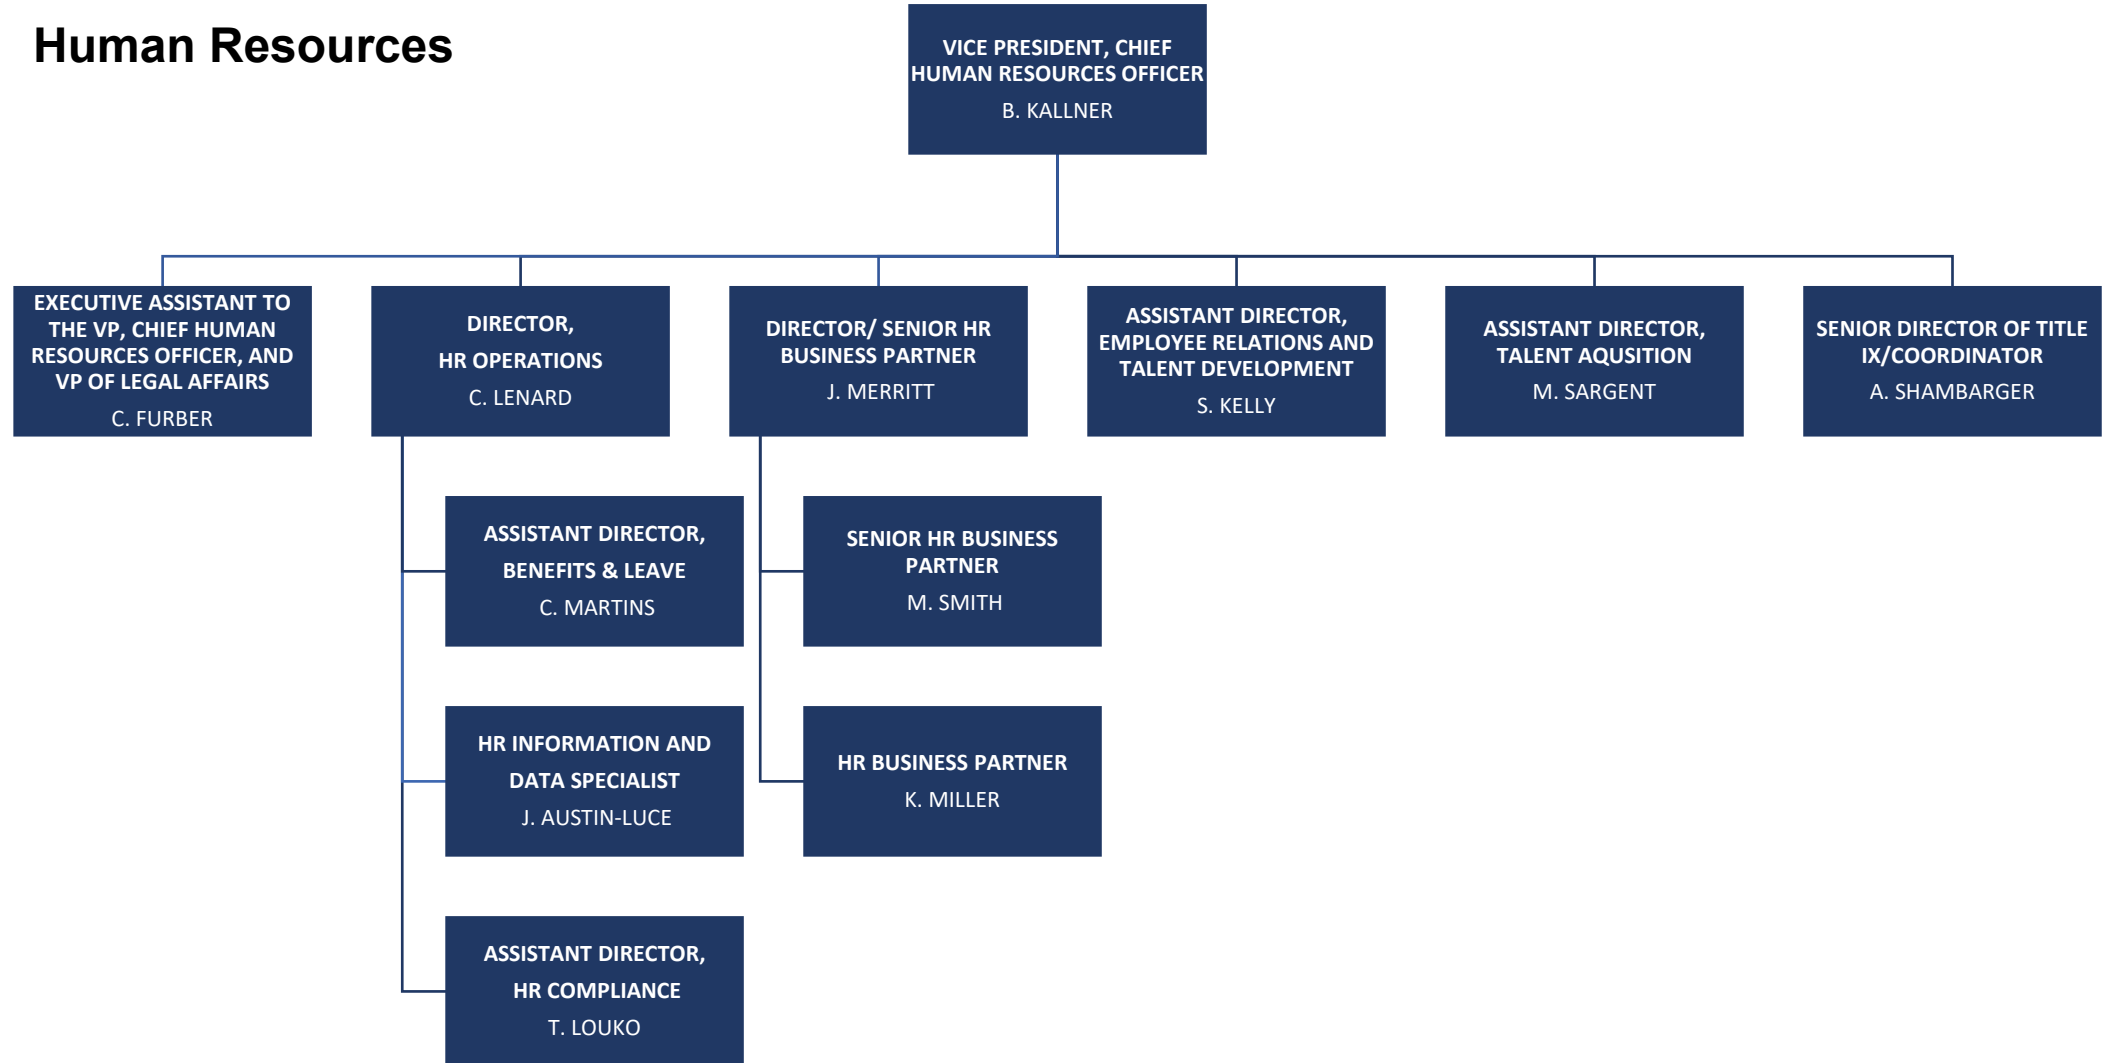 Human Resources
VICE PRESIDENT, CHIEF
HUMAN RESOURCES OFFICER
B. KALLNER
EXECUTIVE ASSISTANT TO
THE VP, CHIEF HUMAN
RESOURCES OFFICER, AND
VP OF LEGAL AFFAIRS
C. FURBER
DIRECTOR,
HR OPERATIONS
C. LENARD
DIRECTOR/ SENIOR HR
BUSINESS PARTNER
J. MERRITT
ASSISTANT DIRECTOR,
EMPLOYEE RELATIONS AND
TALENT DEVELOPMENT
S. KELLY
ASSISTANT DIRECTOR,
TALENT AQUSITION
M. SARGENT
SENIOR DIRECTOR OF TITLE
IX/COORDINATOR
A. SHAMBARGER
ASSISTANT DIRECTOR,
BENEFITS & LEAVE
C. MARTINS
SENIOR HR BUSINESS
PARTNER
M. SMITH
HR INFORMATION AND
DATA SPECIALIST
J. AUSTIN-LUCE
HR BUSINESS PARTNER
K. MILLER
ASSISTANT DIRECTOR,
HR COMPLIANCE
T. LOUKO